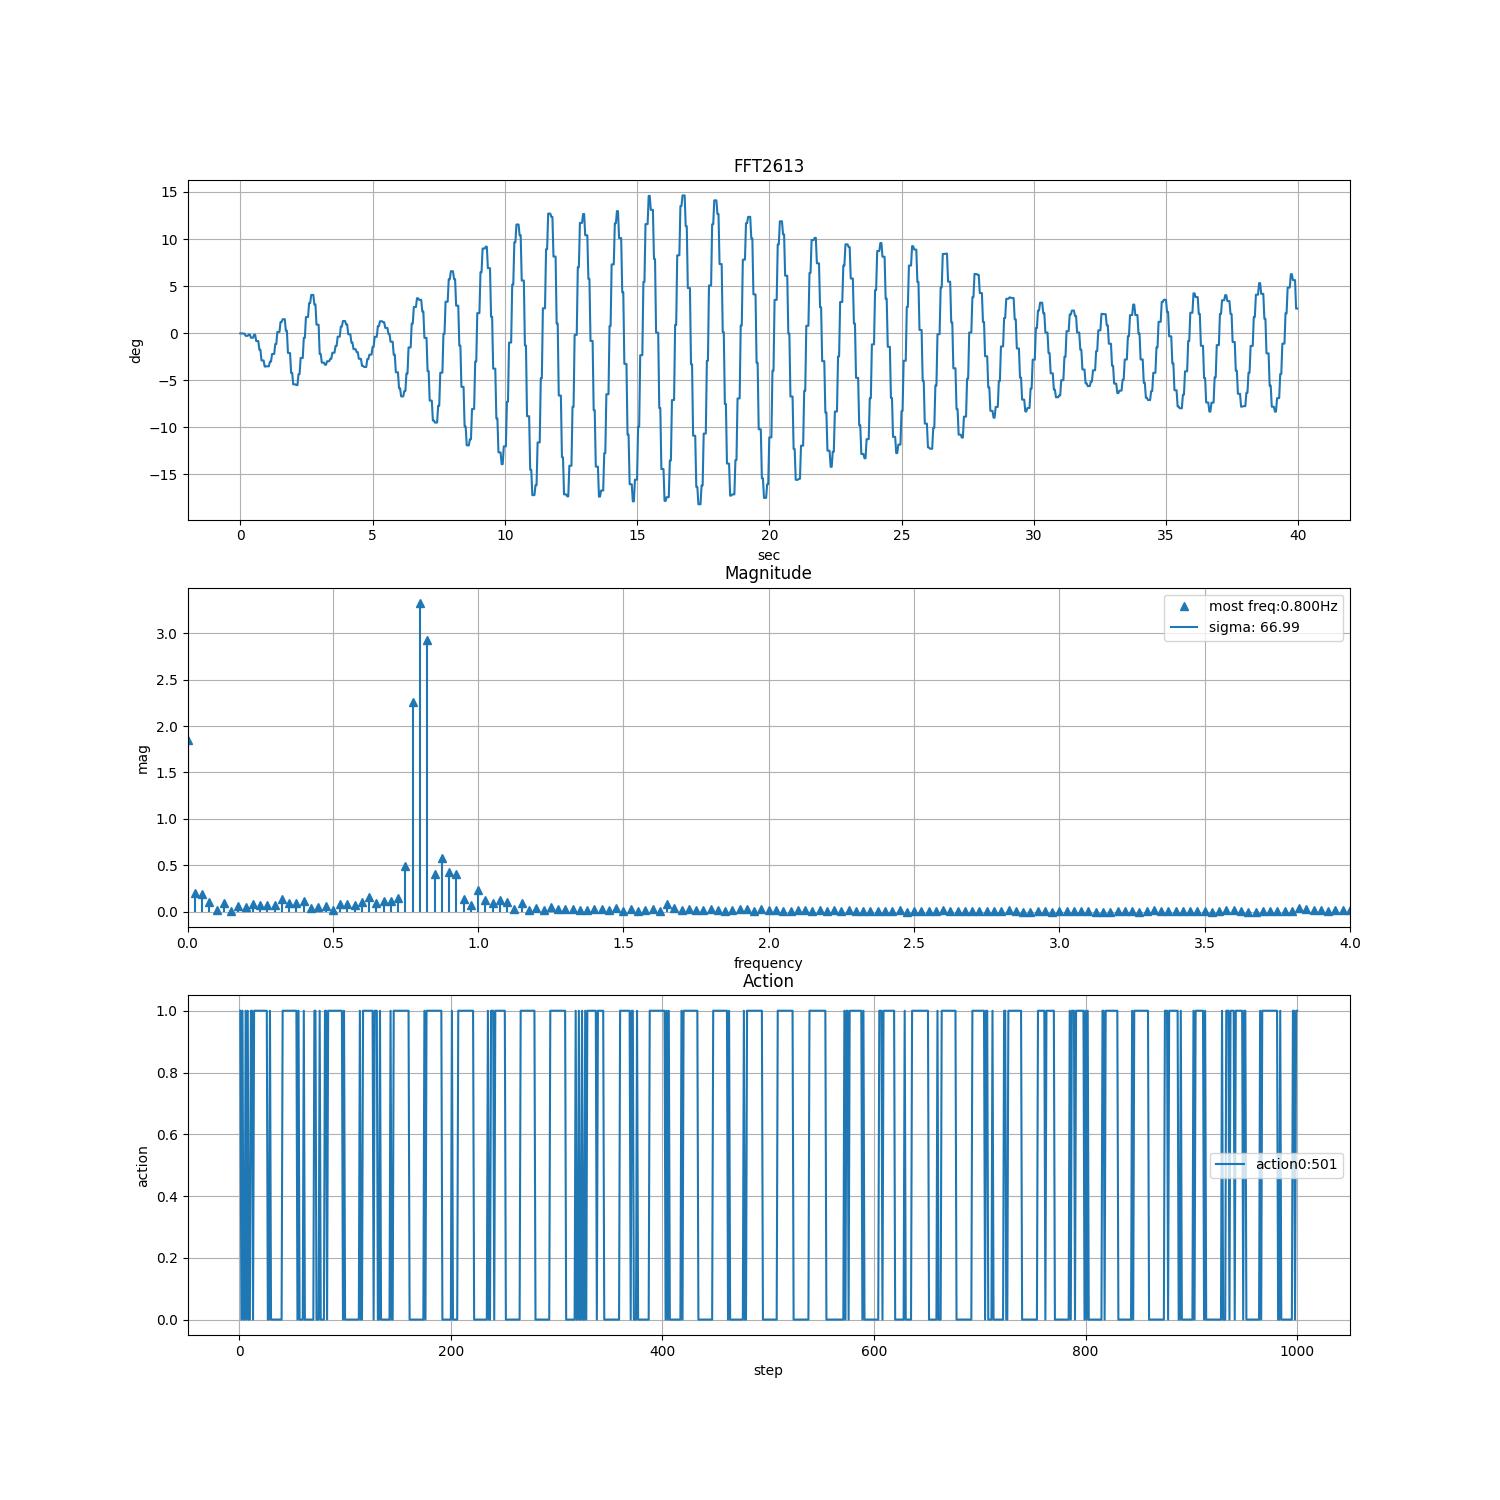 FFT2613
15
10
5
0
−5
−10
−15
deg
0 5 10 15 20 25 30 35 40
sec
Magnitude
3.0
2.5
2.0
1.5
1.0
0.5
0.0
mag
most freq:0.800Hz
sigma: 66.99
0.0 0.5 1.0 1.5 2.0 2.5 3.0 3.5 4.0
frequency
Action
1.0
0.8
0.6
0.4
0.2
0.0
action
action0:501
0 200 400 600 800 1000
step